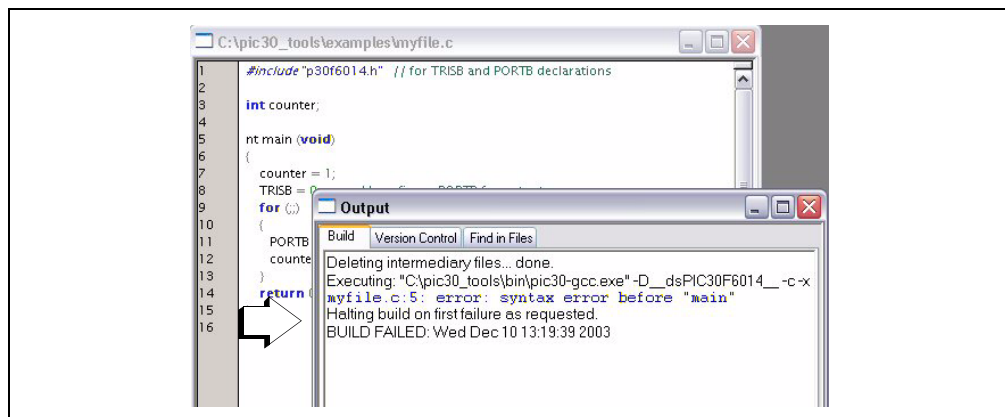 C:\pic30_tools\examples\myfile.c
1 #include "p30f6014.h" // for TRISB and PORTB declarations
2
3 int counter;
4
5 nt main (void)
6 {
7 counter = 1;
8 TRISB =
9 for (;;)
10 {
11 PORTB
12 counte
13 }
14 return
15
16
Output
Build Version Control Find in Files
Deleting intermediary files... done.
Executing: "C:\pic30_tools\bin\pic30-gcc.exe" -D__dsPIC30F6014__ -c -x
myfile.c:5: error: syntax error before "main"
Halting build on first failure as requested.
BUILD FAILED: Wed Dec 10 13:19:39 2003